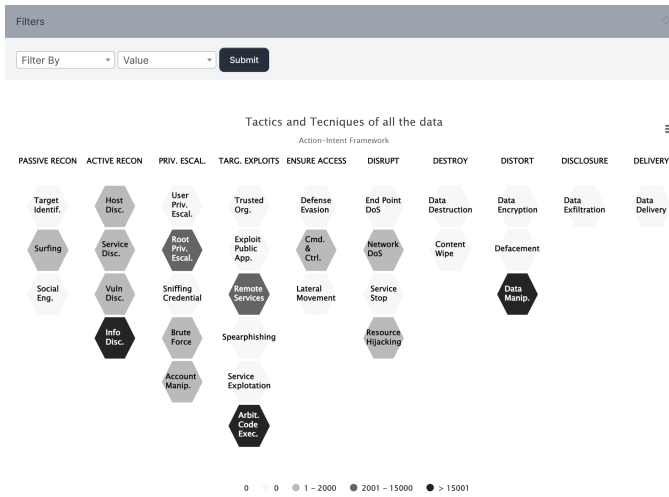 Filters
Filter By
Value
Submit
Tactics and Tecniques of all the data
Action-Intent Framework
PASSIVE RECON
ACTIVE RECON
PRIV. ESCAL.
TARG. EXPLOITS
ENSURE ACCESS
DISRUPT
DESTROY
DISTORT
DISCLOSURE
DELIVERY
Target
Identif.
Surfing
Social
Eng.
Host
Disc.
Service
Disc.
Vuln
Disc.
Info
Disc.
User
Priv.
Escal.
Root
Priv.
Escal.
Sniffing
Credential
Brute
Force
Account
Manip.
Trusted
Org.
Exploit
Public
App.
Remote
Services
Spearphishing
Service
Explotation
Arbit.
Code
Exec.
Defense
Evasion
Cmd.
&
Ctrl.
Lateral
Movement
End Point
DoS
Network
DoS
Service
Stop
Resource
Hijacking
Data
Destruction
Content
Wipe
Data
Encryption
Defacement
Data
Manip.
Data
Exfiltration
Data
Delivery
0
0
1 – 2000
2001 – 15000
> 15001